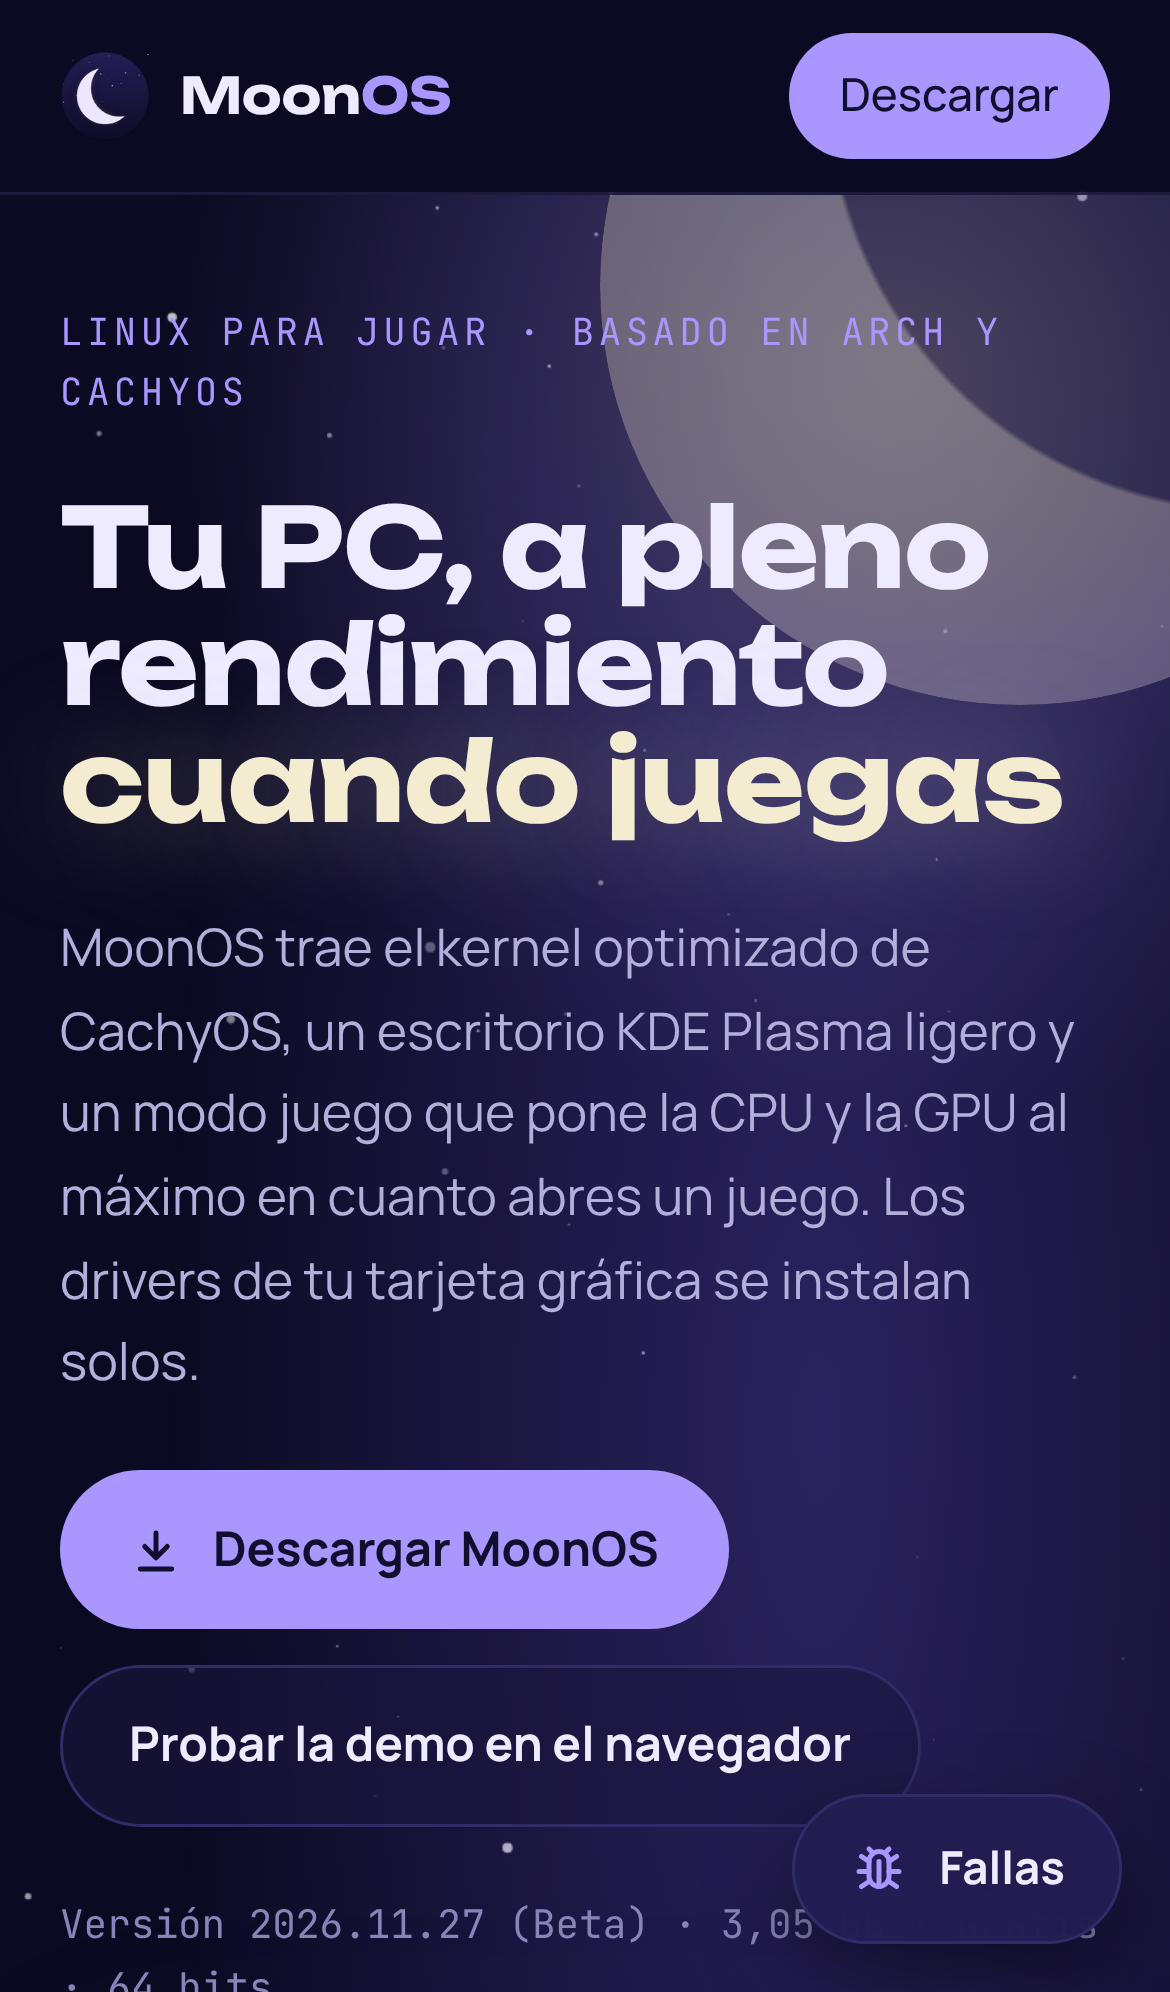 MoonOS
Descargar
LINUX PARA JUGAR · BASADO EN ARCH Y
CACHYOS
Tu PC, a pleno
rendimiento
cuando juegas
MoonOS trae el kernel optimizado de
CachyOS, un escritorio KDE Plasma ligero y
un modo juego que pone la CPU y la GPU al
máximo en cuanto abres un juego. Los
drivers de tu tarjeta gráfica se instalan
solos.
Descargar MoonOS
Probar la demo en el navegador
Fallas
Versión 2026.11.27 (Beta) · 3,05
· 64 bits